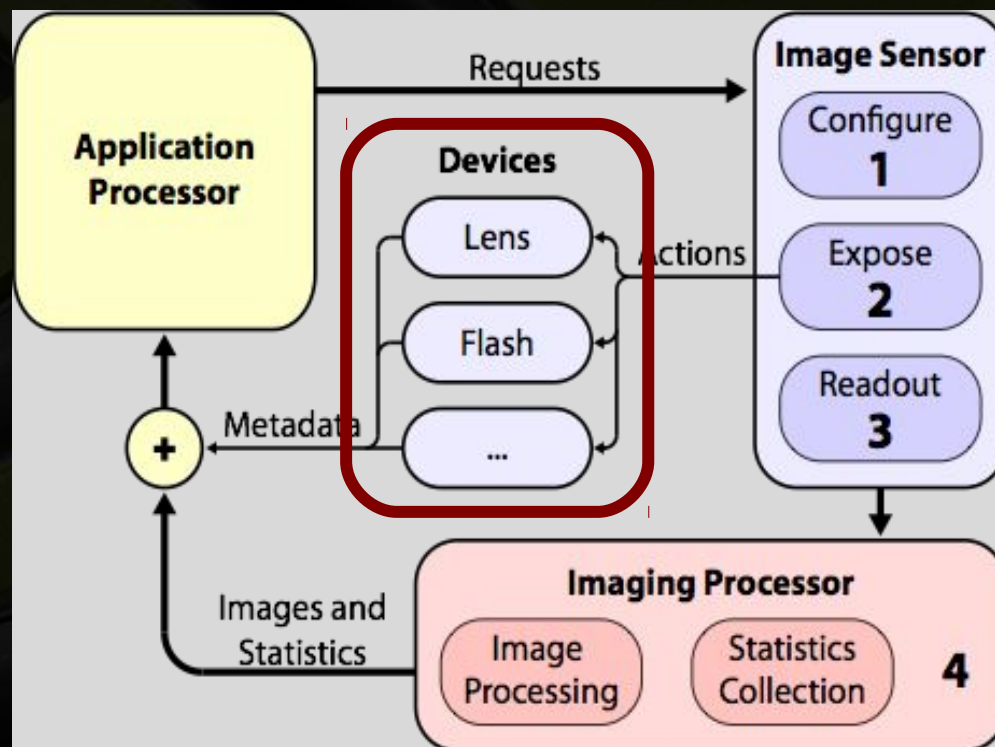 Application
Processor
Requests
Image Sensor
Configure
1
Expose
2
Readout
3
Devices
Lens
Flash
...
Actions
Metadata
+
Images and
Statistics
Imaging Processor
Image
Processing
Statistics
Collection
4